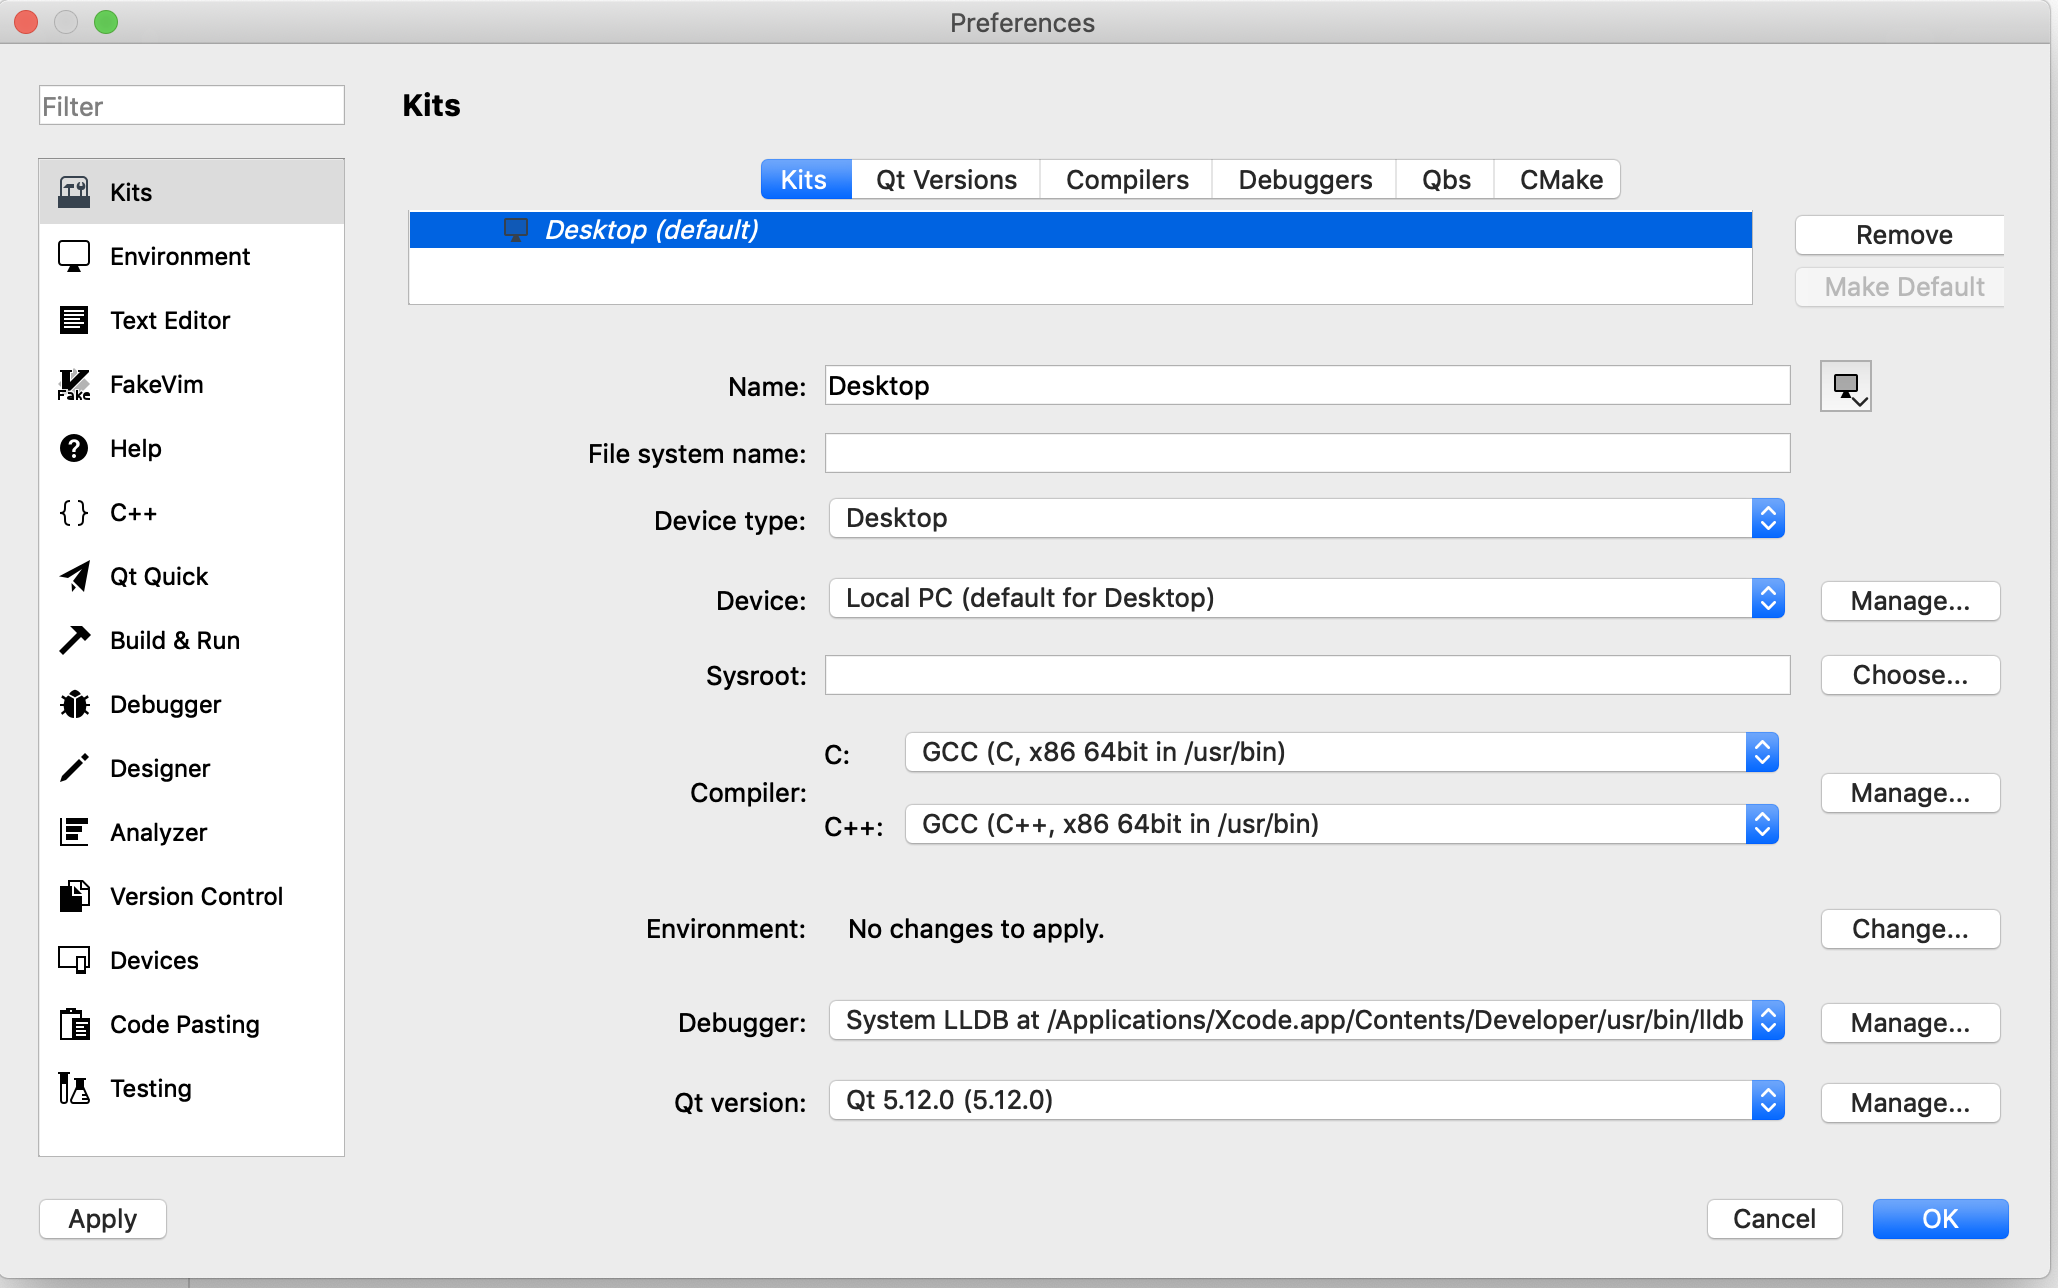 Preferences
Filter
Kits
Environment
Text Editor
Fake
FakeVim
?
Help
{}
C++
Qt Quick
Build & Run
Debugger
Designer
Analyzer
Version Control
Devices
Code Pasting
Testing
Kits
Kits Qt Versions Compilers Debuggers Qbs CMake
Desktop (default)
Remove
Make Default
Name: Desktop
File system name:
Device type: Desktop
Device: Local PC (default for Desktop) Manage...
Sysroot: Choose...
Compiler:
C: GCC (C, x86 64bit in /usr/bin)
C++: GCC (C++, x86 64bit in /usr/bin)
Manage...
Environment: No changes to apply. Change...
Debugger: System LLDB at /Applications/Xcode.app/Contents/Developer/usr/bin/lldb Manage...
Qt version: Qt 5.12.0 (5.12.0) Manage...
Apply Cancel OK